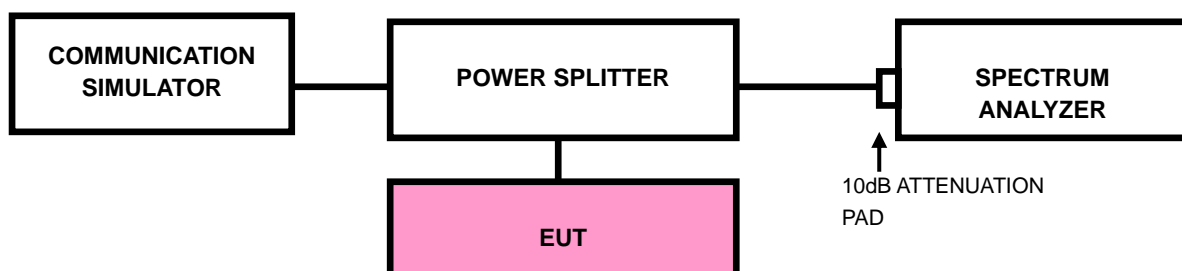 COMMUNICATION
SIMULATOR
POWER SPLITTER
SPECTRUM
ANALYZER
10dB ATTENUATION
PAD
EUT